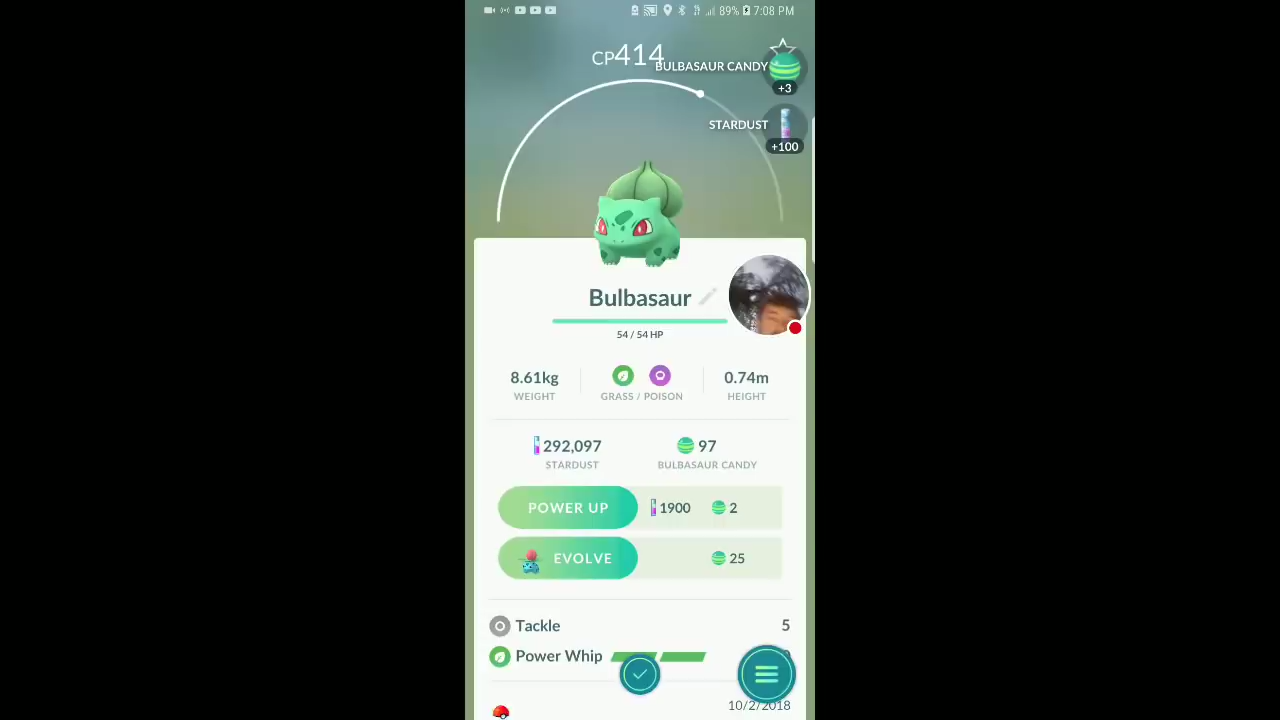 89% 7:08 PM
CP414
BULBASAUR CANDY
+3
STARDUST
+100
Bulbasaur
54 / 54 HP
8.61kg
WEIGHT
GRASS / POISON
0.74m
HEIGHT
292,097
STARDUST
97
BULBASAUR CANDY
POWER UP 1900 2
EVOLVE 25
Tackle 5
Power Whip
10/2/2018